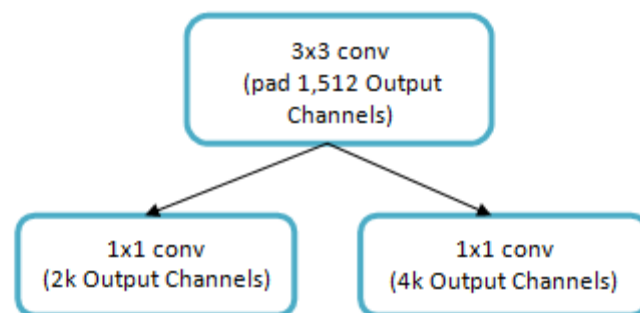 3x3 conv
(pad 1,512 Output
Channels)
1x1 conv
(2k Output Channels)
1x1 conv
(4k Output Channels)